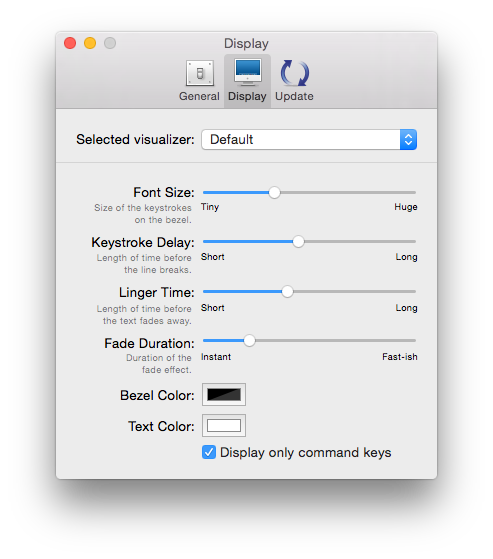 Display
General Display Update
Selected visualizer: Default
Font Size:
Size of the keystrokes
on the bezel.
Tiny Huge
Keystroke Delay:
Length of time before
the line breaks.
Short Long
Linger Time:
Length of time before
the text fades away.
Short Long
Fade Duration:
Duration of the
fade effect.
Instant Fast-ish
Bezel Color:
Text Color:
Display only command keys